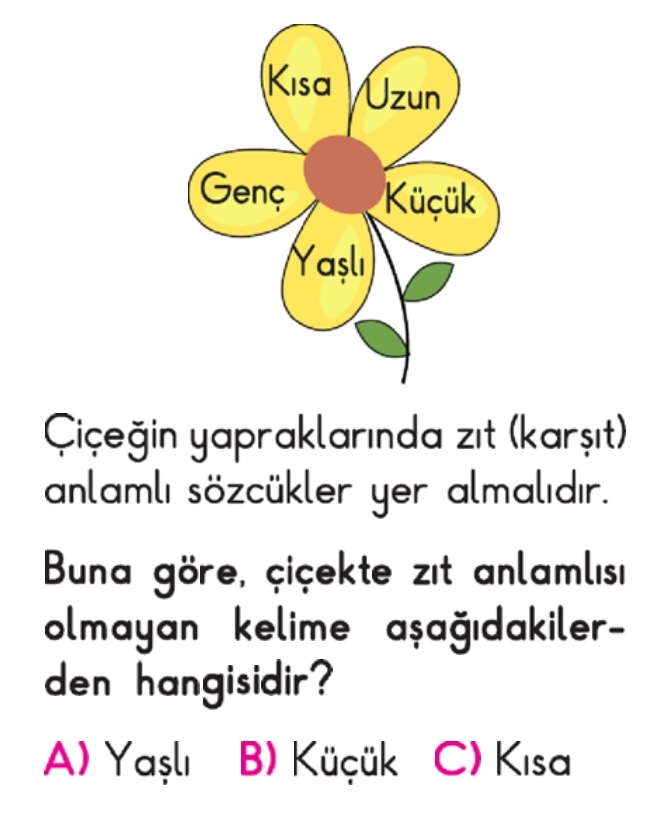 Kısa
Uzun
Genç
Küçük
Yaşlı
Çiçeğin yapraklarında zıt (karşıt)
anlamlı sözcükler yer almalıdır.
Buna göre, çiçekte zıt anlamlısı
olmayan kelime aşağıdakiler-
den hangisidir?
A) Yaşlı B) Küçük C) Kısa